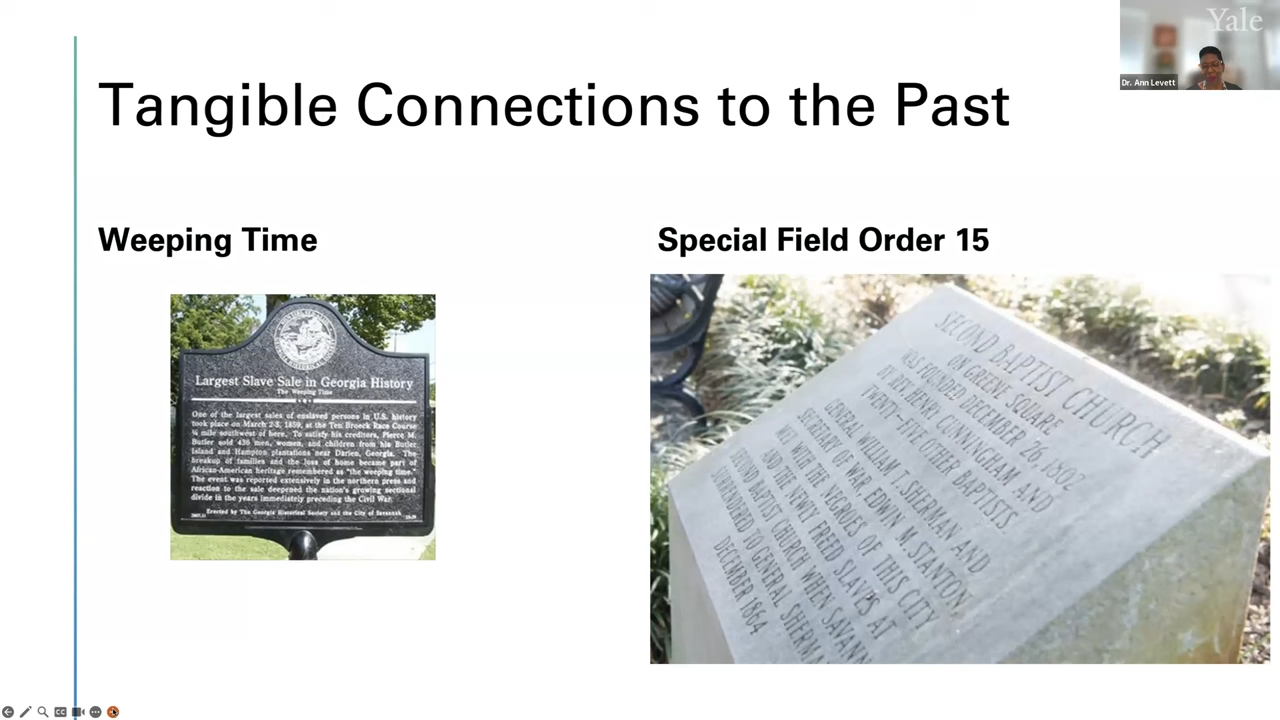 Yale
Dr. Ann Levett
Tangible Connections to the Past
Weeping Time
Special Field Order 15
Largest Slave Sale in Georgia History
The Weeping Time
One of the largest sales of enslaved persons in U.S. history
took place on March 2-3, 1859, at the Ten Broeck Race Course
¼ mile southwest of here. To satisfy his creditors, Pierce M.
Butler sold 436 men, women, and children from his Butler
Island and Hampton plantations near Darien, Georgia. The
breakup of families and the loss of home became part of
African-American heritage remembered as "the weeping time."
The event was reported extensively in the northern press and
reaction to the sale deepened the nation's growing sectional
divide in the years immediately preceding the Civil War.
Erected by The Georgia Historical Society and the City of Savannah
SECOND BAPTIST CHURCH
ON GREENE SQUARE
WAS FOUNDED DECEMBER 26, 1802
BY REV. HENRY CUNNINGHAM AND
TWENTY-FIVE OTHER BAPTISTS.
GENERAL WILLIAM T. SHERMAN AND
SECRETARY OF WAR, EDWIN M. STANTON,
MET WITH THE NEGROES OF THIS CITY
AND THE NEWLY FREED SLAVES AT
SECOND BAPTIST CHURCH WHEN SAVANN
SURRENDERED TO GENERAL SHERMA
DECEMBER 1864
CC